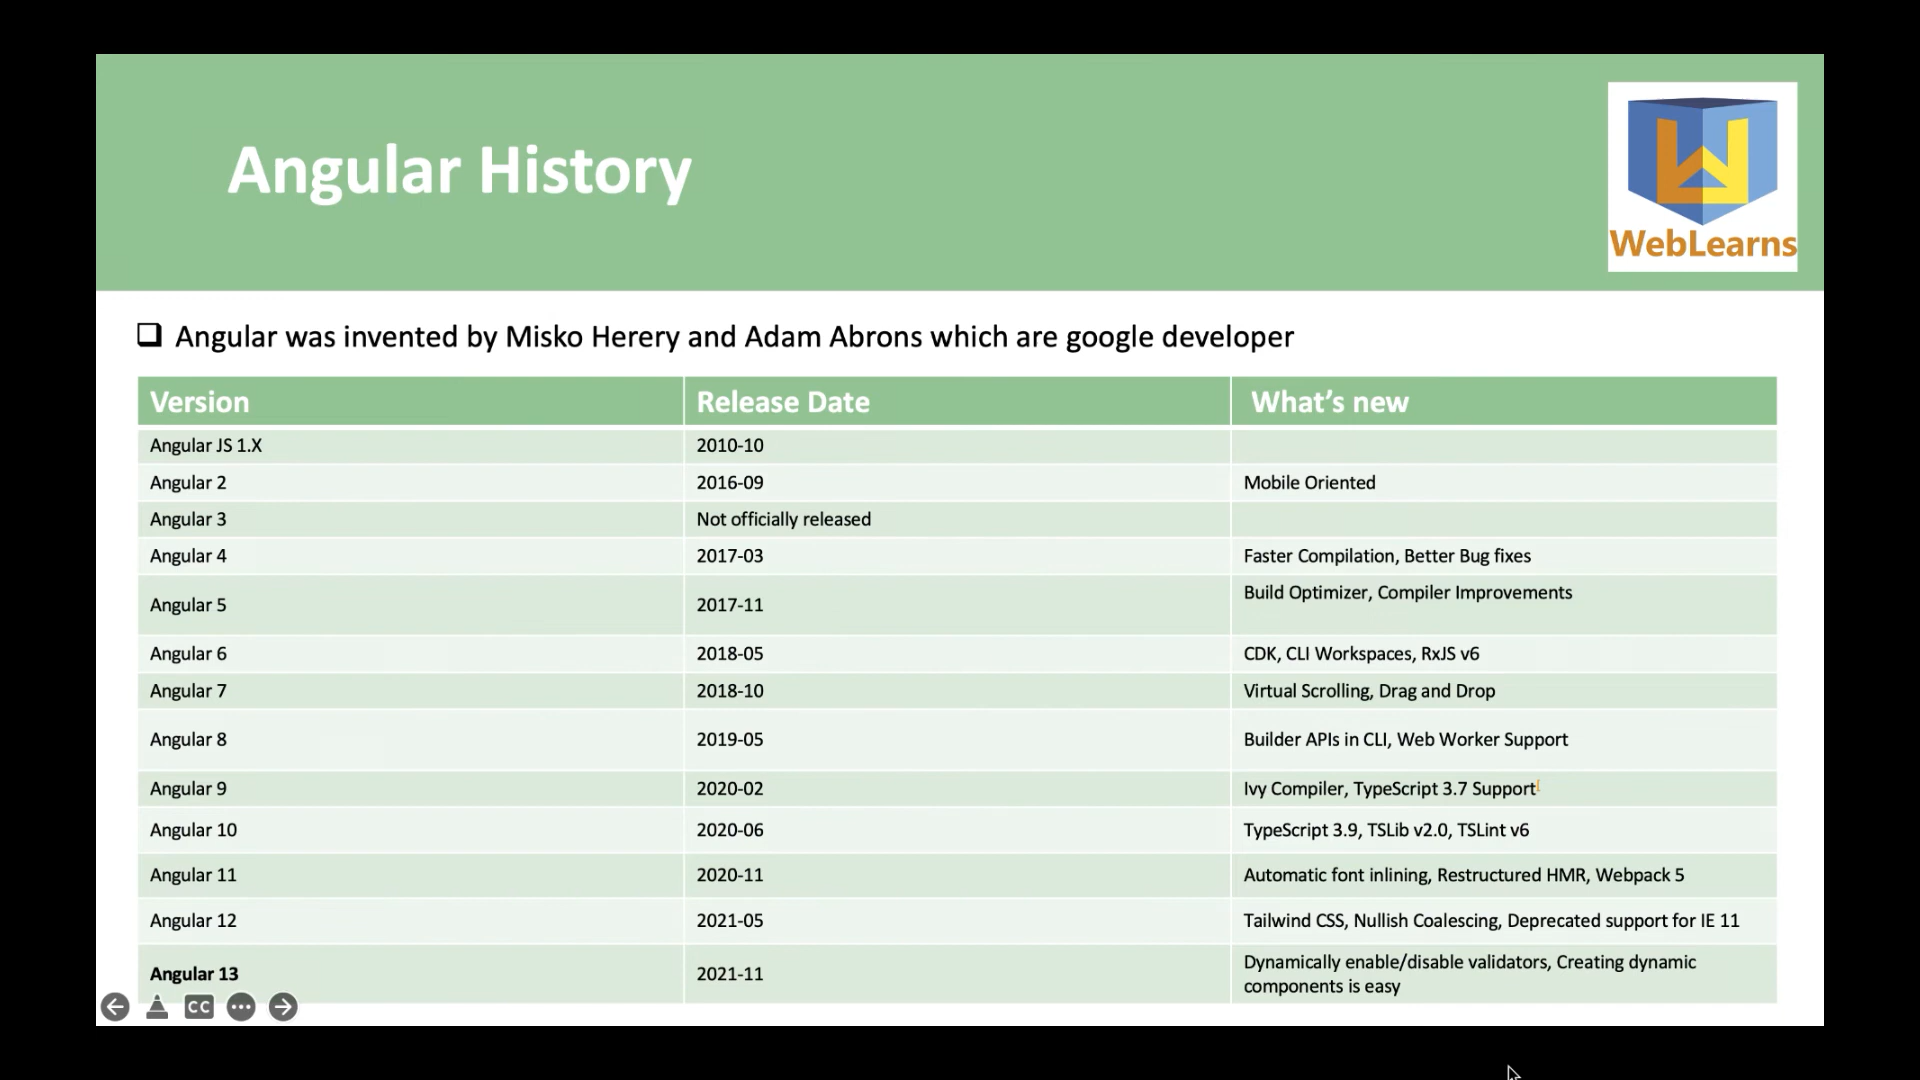 Angular History
WebLearns
Angular was invented by Misko Herery and Adam Abrons which are google developer
Version Release Date What's new
Angular JS 1.X 2010-10
Angular 2 2016-09 Mobile Oriented
Angular 3 Not officially released
Angular 4 2017-03 Faster Compilation, Better Bug fixes
Angular 5 2017-11 Build Optimizer, Compiler Improvements
Angular 6 2018-05 CDK, CLI Workspaces, RxJS v6
Angular 7 2018-10 Virtual Scrolling, Drag and Drop
Angular 8 2019-05 Builder APIs in CLI, Web Worker Support
Angular 9 2020-02 Ivy Compiler, TypeScript 3.7 Support
Angular 10 2020-06 TypeScript 3.9, TSLib v2.0, TSLint v6
Angular 11 2020-11 Automatic font inlining, Restructured HMR, Webpack 5
Angular 12 2021-05 Tailwind CSS, Nullish Coalescing, Deprecated support for IE 11
Angular 13 2021-11 Dynamically enable/disable validators, Creating dynamic
components is easy
CC